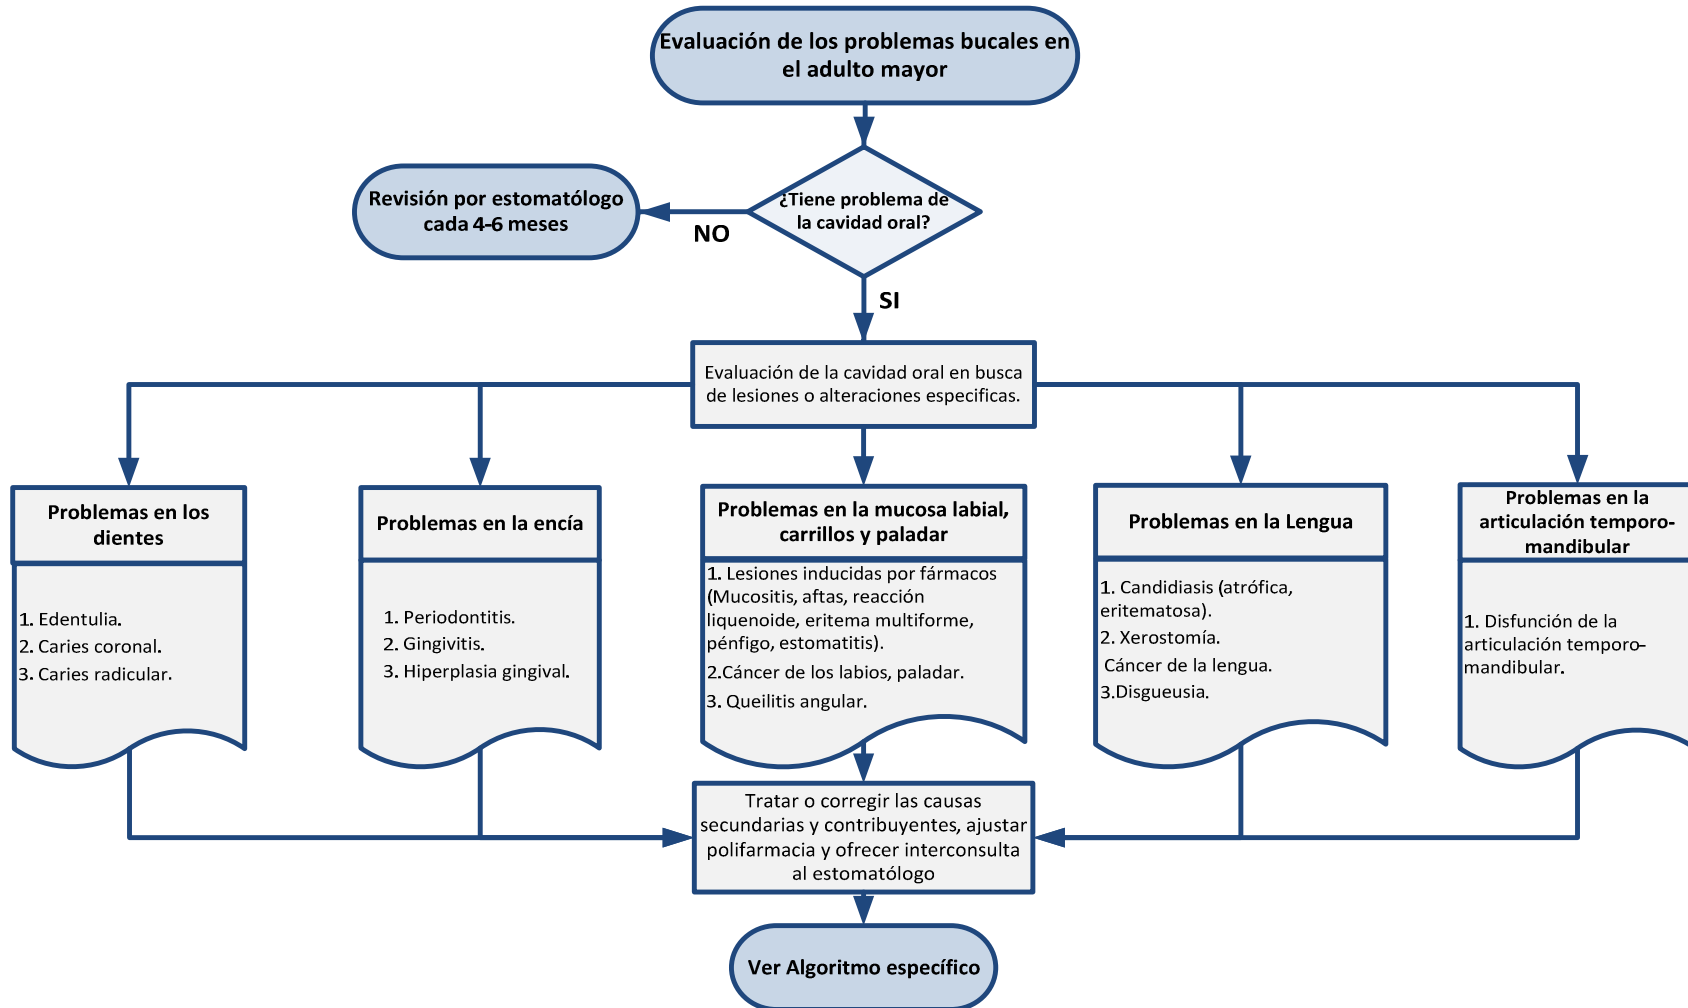 Evaluación de los problemas bucales en
el adulto mayor
¿Tiene problema de
la cavidad oral?
Revisión por estomatólogo
cada 4-6 meses
NO
SI
Evaluación de la cavidad oral en busca
de lesiones o alteraciones especificas.
Problemas en los
dientes
1. Edentulia.
2. Caries coronal.
3. Caries radicular.
Problemas en la encía
1. Periodontitis.
2. Gingivitis.
3. Hiperplasia gingival.
Problemas en la mucosa labial,
carrillos y paladar
1. Lesiones inducidas por fármacos
(Mucositis, aftas, reacción
liquenoide, eritema multiforme,
pénfigo, estomatitis).
2.Cáncer de los labios, paladar.
3. Queilitis angular.
Problemas en la Lengua
1. Candidiasis (atrófica,
eritematosa).
2. Xerostomía.
Cáncer de la lengua.
3.Disgueusia.
Problemas en la
articulación temporo-
mandibular
1. Disfunción de la
articulación temporo-
mandibular.
Tratar o corregir las causas
secundarias y contribuyentes, ajustar
polifarmacia y ofrecer interconsulta
al estomatólogo
Ver Algoritmo específico